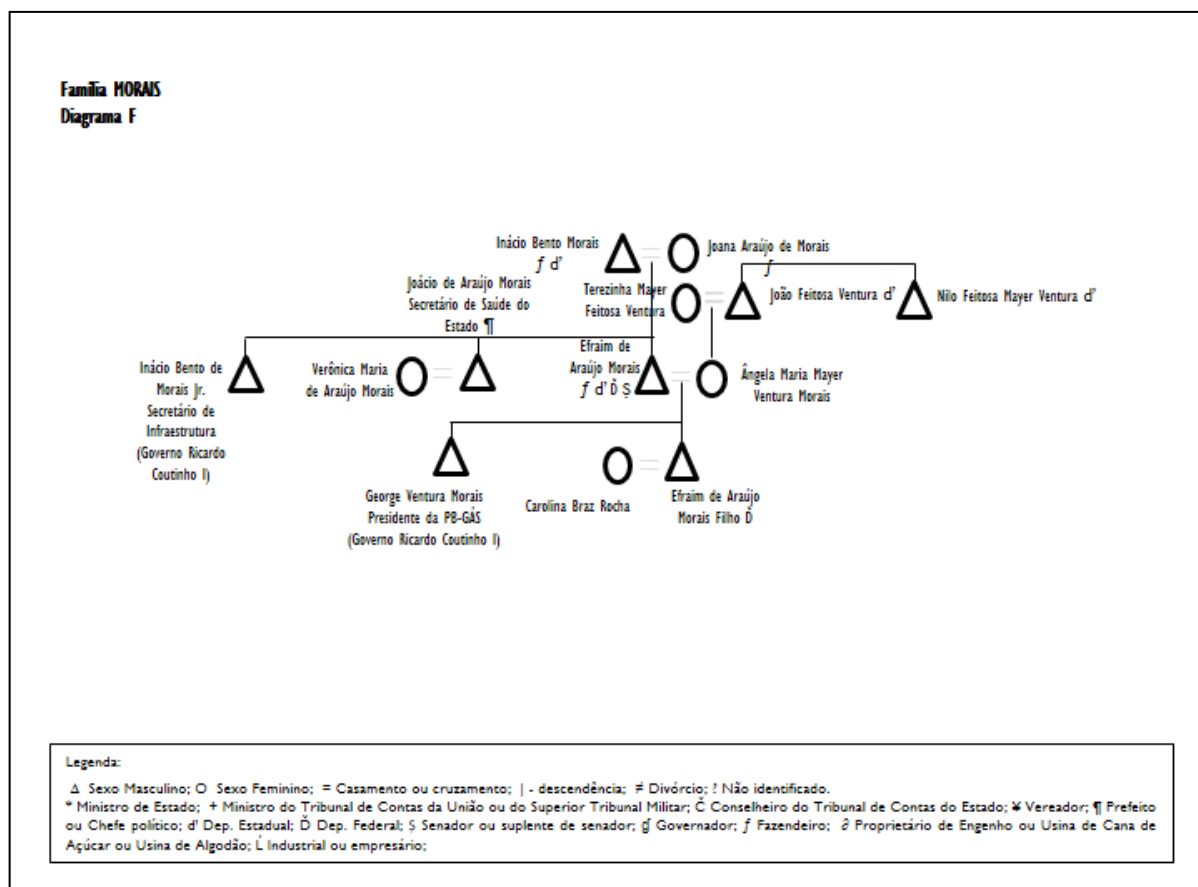 Família MORAIS
Diagrama F
Inácio Bento Morais
ƒ d'
Joana Araújo de Morais
ƒ
Joácio de Araújo Morais
Secretário de Saúde do
Estado ¶
Terezinha Mayer
Feitosa Ventura
João Feitosa Ventura d'
Nilo Feitosa Mayer Ventura d'
Inácio Bento de
Morais Jr.
Secretário de
Infraestrutura
(Governo Ricardo
Coutinho I)
Verônica Maria
de Araújo Morais
Efraim de
Araújo Morais
ƒ d' Ď Ș
Ângela Maria Mayer
Ventura Morais
George Ventura Morais
Presidente da PB-GÁS
(Governo Ricardo Coutinho I)
Carolina Braz Rocha
Efraim de Araújo
Morais Filho Ď
Legenda:
Δ Sexo Masculino; O Sexo Feminino; = Casamento ou cruzamento; | - descendência; ≠ Divórcio; ! Não identificado.
* Ministro de Estado; + Ministro do Tribunal de Contas da União ou do Superior Tribunal Militar; Č Conselheiro do Tribunal de Contas do Estado; ¥ Vereador; ¶ Prefeito
ou Chefe político; d' Dep. Estadual; Ď Dep. Federal; Ș Senador ou suplente de senador; ɠ Governador; ƒ Fazendeiro; ∂ Proprietário de Engenho ou Usina de Cana de
Açúcar ou Usina de Algodão; Ĺ Industrial ou empresário;